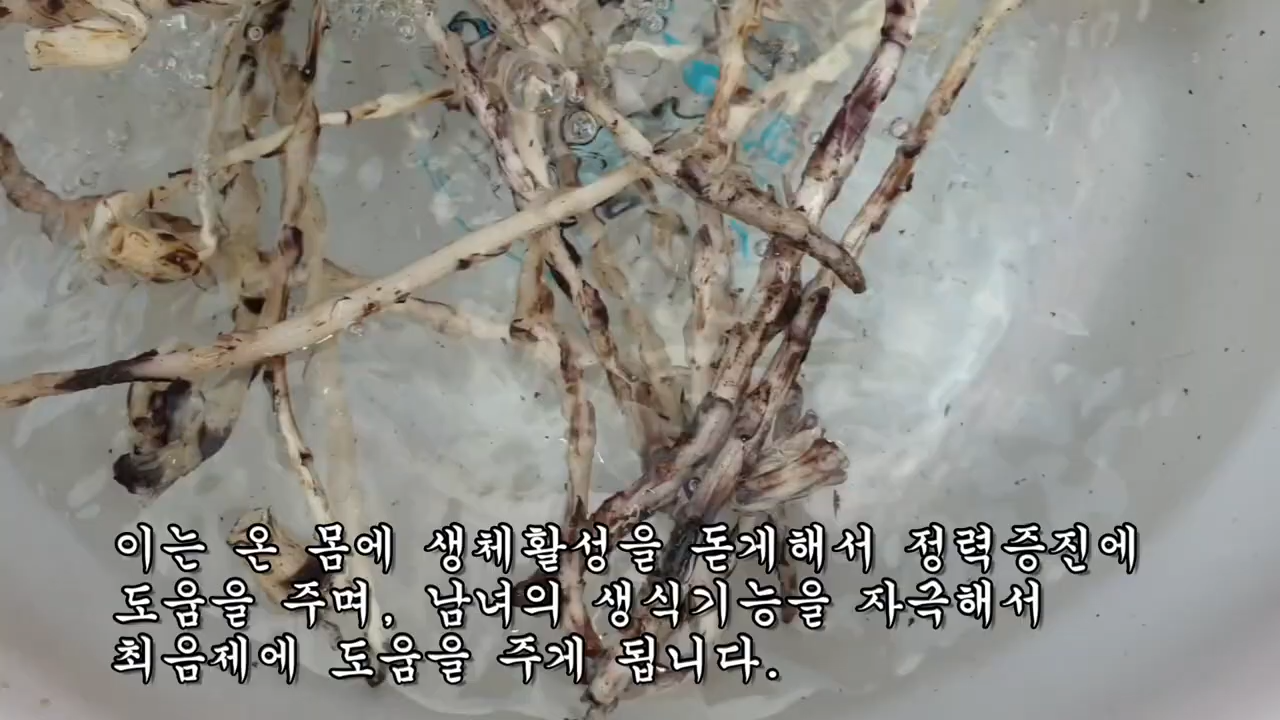 이는 온 몸에 생체활성을 돋게해서 정력증진에
도움을 주며, 남녀의 생식기능을 자극해서
최음제에 도움을 주게 됩니다.